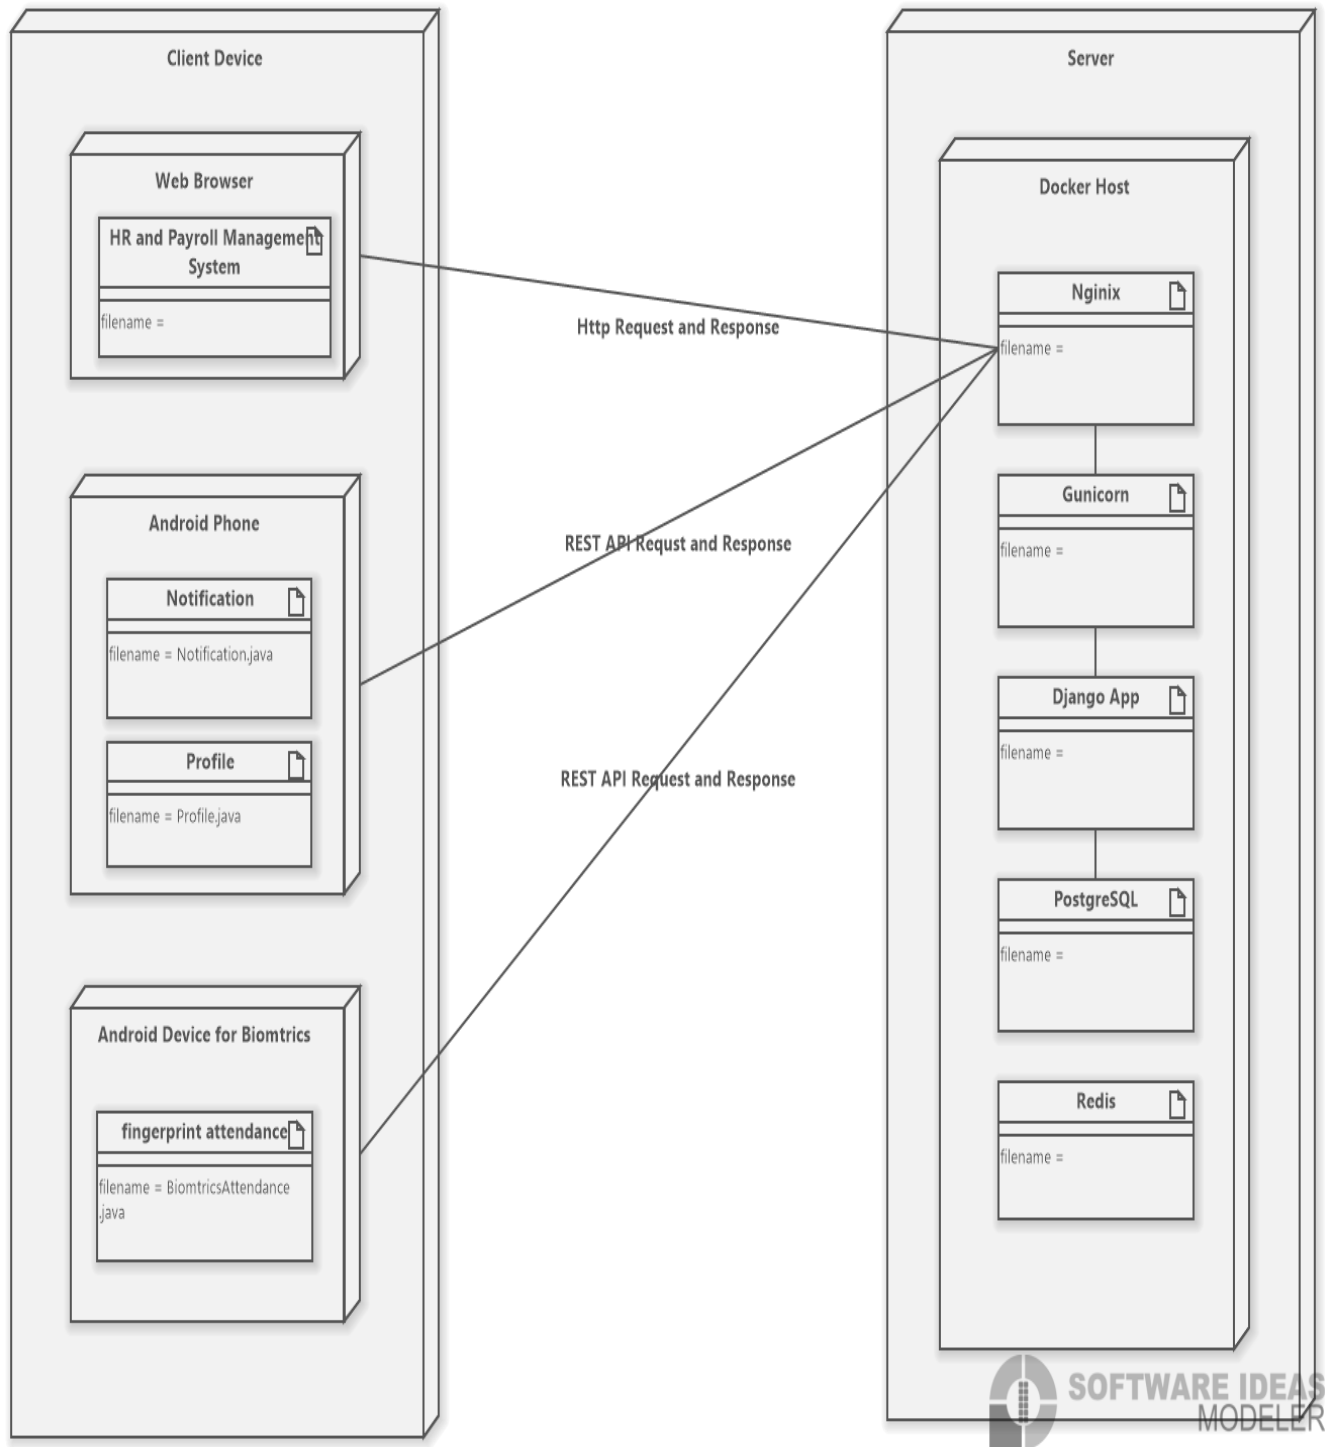 Client Device
Web Browser
HR and Payroll Management
System
filename =
Android Phone
Notification
filename = Notification.java
Profile
filename = Profile.java
Android Device for Biomtrics
fingerprint attendance
filename = BiomtricsAttendance
.java
Http Request and Response
REST API Requst and Response
REST API Request and Response
Server
Docker Host
Nginix
filename =
Gunicorn
filename =
Django App
filename =
PostgreSQL
filename =
Redis
filename =
SOFTWARE IDEAS
MODELER